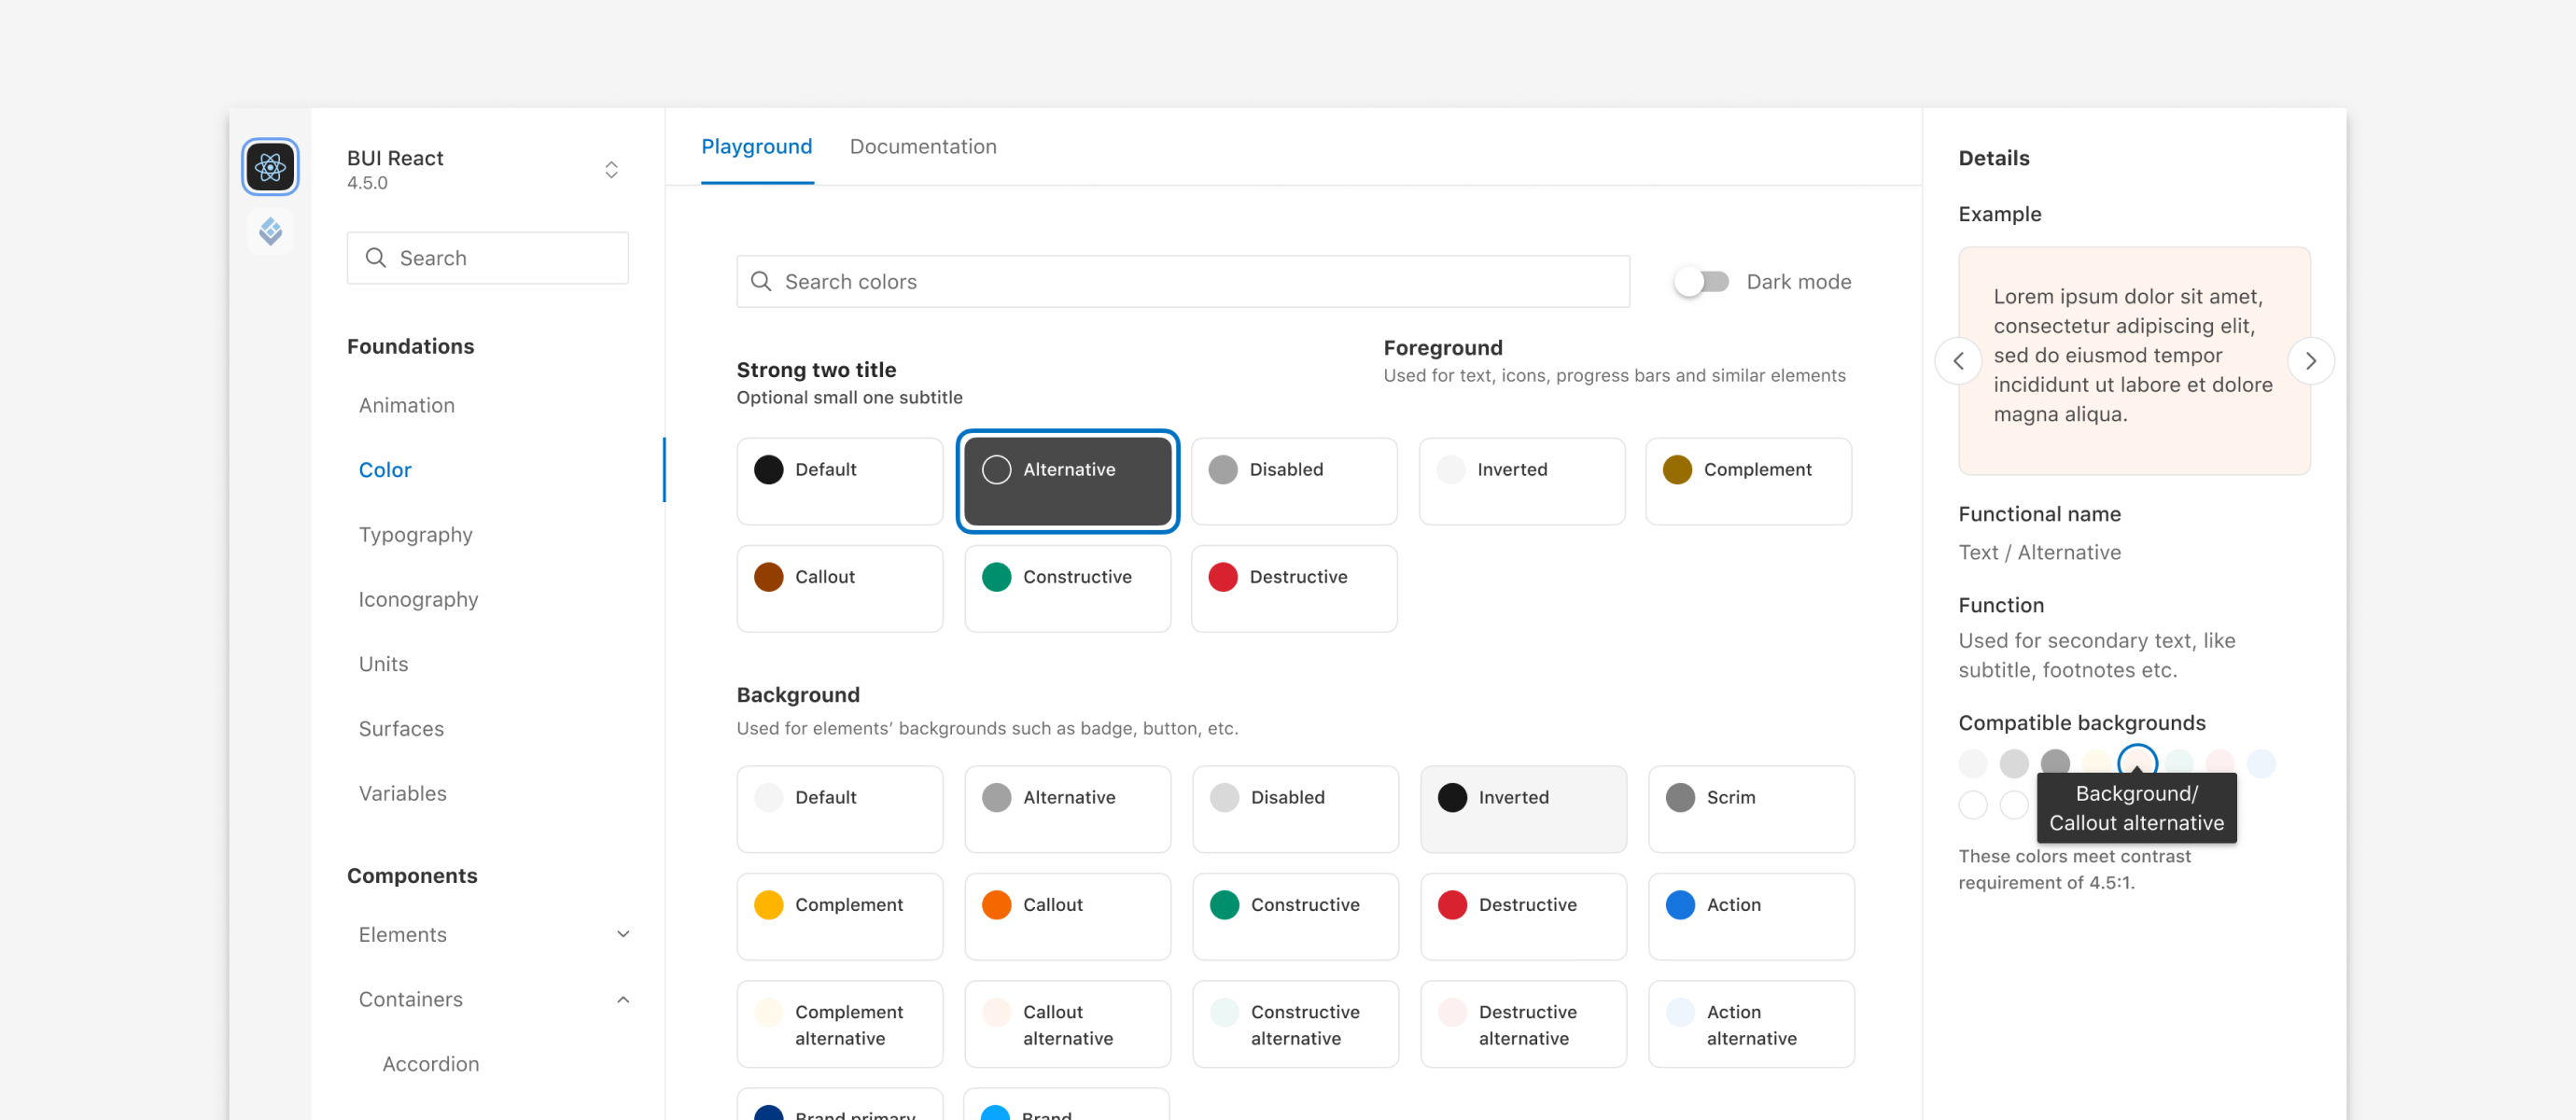 BUI React
4.5.0
Search
Foundations
Animation
Color
Typography
Iconography
Units
Surfaces
Variables
Components
Elements
Containers
Accordion
Playground
Documentation
Search colors
Dark mode
Strong two title
Optional small one subtitle
Foreground
Used for text, icons, progress bars and similar elements
Default
Alternative
Disabled
Inverted
Complement
Callout
Constructive
Destructive
Background
Used for elements’ backgrounds such as badge, button, etc.
Default
Alternative
Disabled
Inverted
Scrim
Complement
Callout
Constructive
Destructive
Action
Complement
alternative
Callout
alternative
Constructive
alternative
Destructive
alternative
Action
alternative
Brand primary
Brand
Details
Example
Lorem ipsum dolor sit amet,
consectetur adipiscing elit,
sed do eiusmod tempor
incididunt ut labore et dolore
magna aliqua.
Functional name
Text / Alternative
Function
Used for secondary text, like
subtitle, footnotes etc.
Compatible backgrounds
Background/
Callout alternative
These colors meet contrast
requirement of 4.5:1.